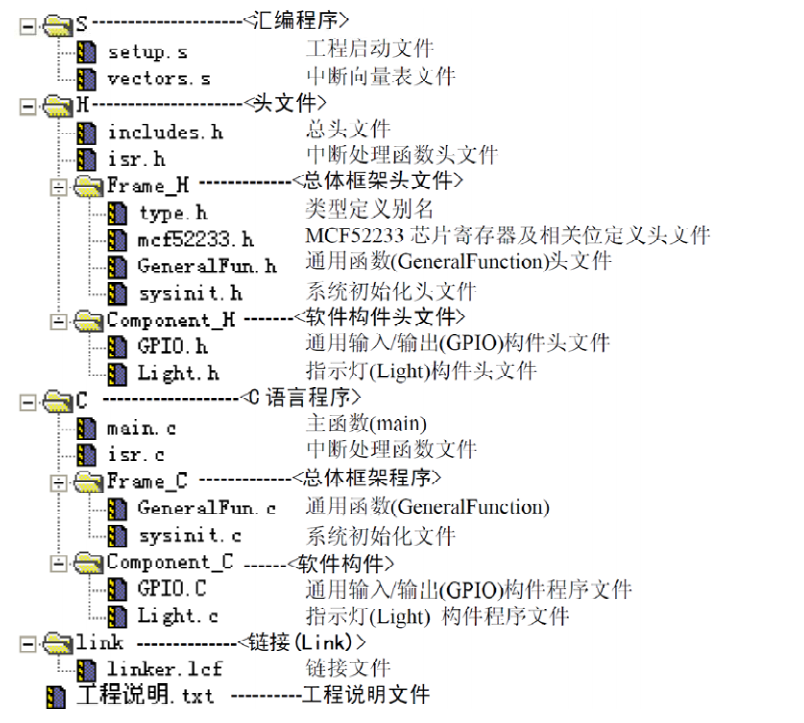 S ---------------------<汇编程序>
setup.s 工程启动文件
vectors.s 中断向量表文件
H---------------------<头文件>
includes.h 总头文件
isr.h 中断处理函数头文件
Frame_H -------------<总体框架头文件>
type.h 类型定义别名
mcf52233.h MCF52233 芯片寄存器及相关位定义头文件
GeneralFun.h 通用函数(GeneralFunction)头文件
sysinit.h 系统初始化头文件
Component_H -------<软件构件头文件>
GPIO.h 通用输入/输出(GPIO)构件头文件
Light.h 指示灯(Light)构件头文件
C -------------------<C 语言程序>
main.c 主函数(main)
isr.c 中断处理函数文件
Frame_C -------------<总体框架程序>
GeneralFun.c 通用函数(GeneralFunction)
sysinit.c 系统初始化文件
Component_C ------<软件构件>
GPIO.C 通用输入/输出(GPIO)构件程序文件
Light.c 指示灯(Light) 构件程序文件
link --------------<链接(Link)>
linker.lcf 链接文件
工程说明.txt ----------工程说明文件